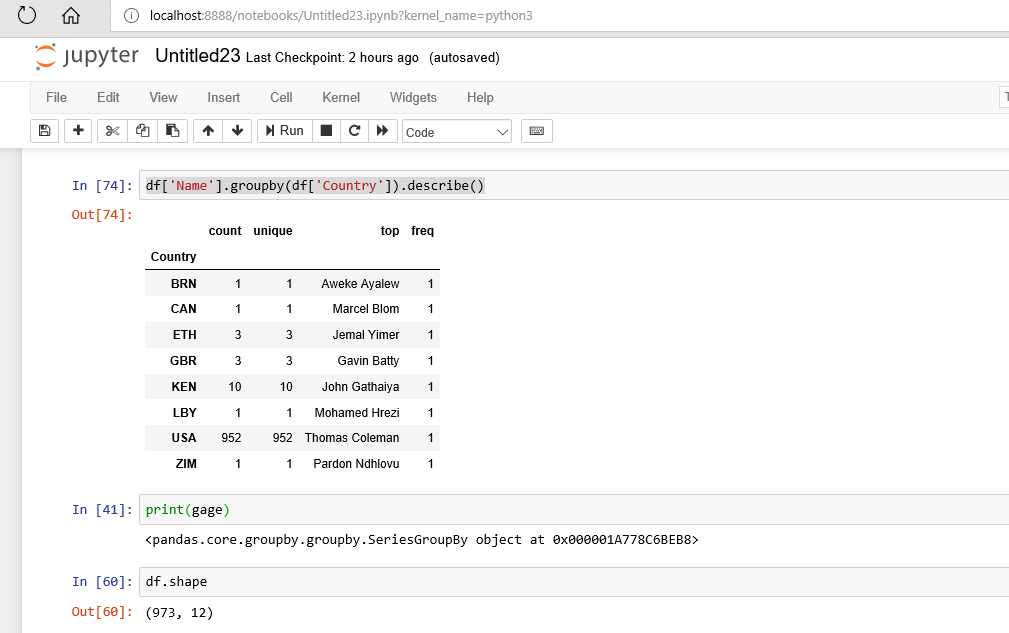 localhost:8888/notebooks/Untitled23.ipynb?kernel_name=python3
jupyter Untitled23 Last Checkpoint: 2 hours ago (autosaved)
File Edit View Insert Cell Kernel Widgets Help
Run Code
In [74]: df['Name'].groupby(df['Country']).describe()
Out[74]:
count unique top freq
Country
BRN 1 1 Aweke Ayalew 1
CAN 1 1 Marcel Blom 1
ETH 3 3 Jemal Yimer 1
GBR 3 3 Gavin Batty 1
KEN 10 10 John Gathaiya 1
LBY 1 1 Mohamed Hrezi 1
USA 952 952 Thomas Coleman 1
ZIM 1 1 Pardon Ndhlovu 1
In [41]: print(gage)
<pandas.core.groupby.groupby.SeriesGroupBy object at 0x000001A778C6BEB8>
In [60]: df.shape
Out[60]: (973, 12)